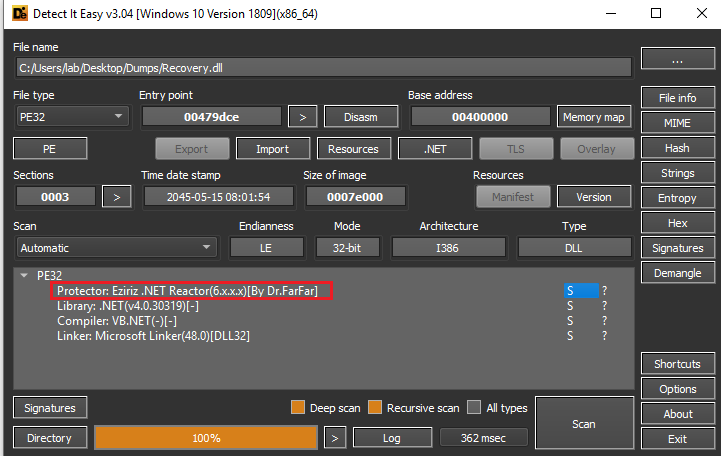 Detect It Easy v3.04 [Windows 10 Version 1809](x86_64)
File name
C:/Users/lab/Desktop/Dumps/Recovery.dll
...
File type
Entry point
Base address
File info
PE32
00479dce
>
Disasm
00400000
Memory map
MIME
PE
Export
Import
Resources
.NET
TLS
Overlay
Hash
Sections
Time date stamp
Size of image
Resources
Strings
0003
>
2045-05-15 08:01:54
0007e000
Manifest
Version
Entropy
Scan
Endianness
Mode
Architecture
Type
Hex
Automatic
LE
32-bit
I386
DLL
Signatures
PE32
Demangle
Protector: Eziriz .NET Reactor(6.x.x.x)[By Dr.FarFar]
S
?
Library: .NET(v4.0.30319)[-]
S
?
Compiler: VB.NET(-)[-]
S
?
Linker: Microsoft Linker(48.0)[DLL32]
S
?
Shortcuts
Options
Signatures
Deep scan
Recursive scan
All types
Scan
About
Directory
100%
>
Log
362 msec
Exit